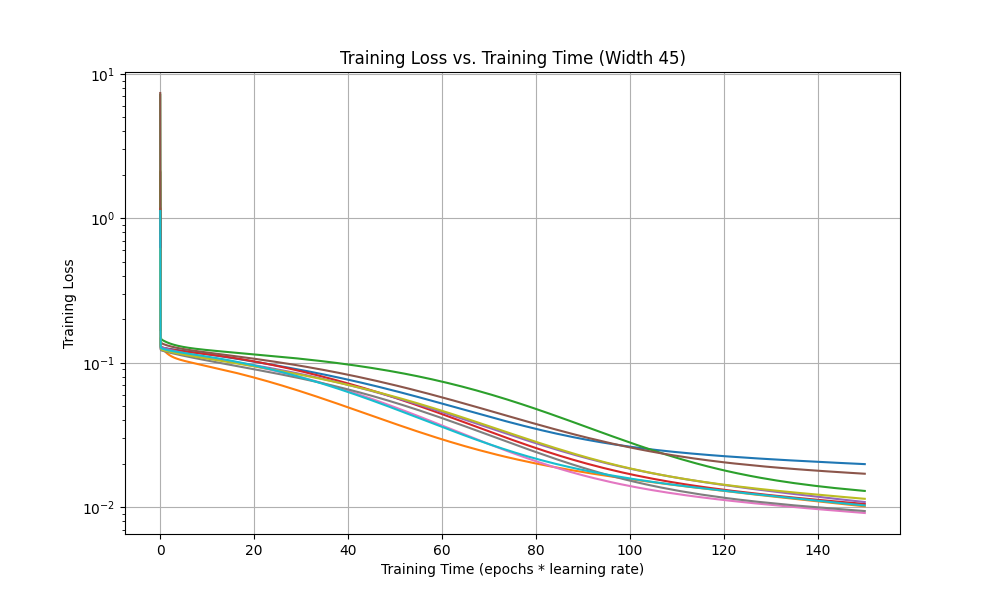 Training Loss vs. Training Time (Width 45)
Training Loss
10¹
10⁰
10⁻¹
10⁻²
0 20 40 60 80 100 120 140
Training Time (epochs * learning rate)